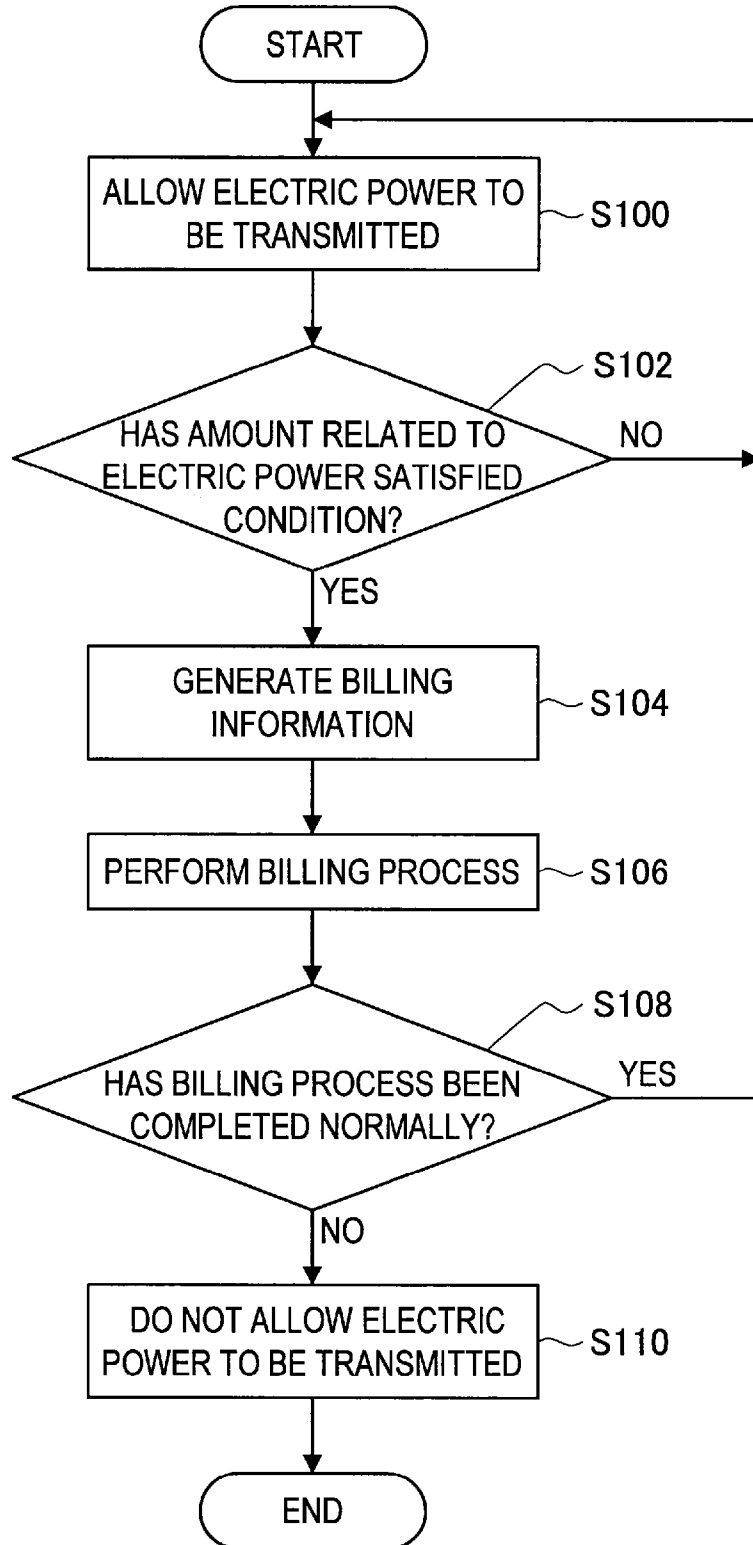 START
ALLOW ELECTRIC POWER TO
BE TRANSMITTED
S100
S102
HAS AMOUNT RELATED TO
ELECTRIC POWER SATISFIED
CONDITION?
NO
YES
GENERATE BILLING
INFORMATION
S104
PERFORM BILLING PROCESS
S106
S108
HAS BILLING PROCESS BEEN
COMPLETED NORMALLY?
YES
NO
DO NOT ALLOW ELECTRIC
POWER TO BE TRANSMITTED
S110
END